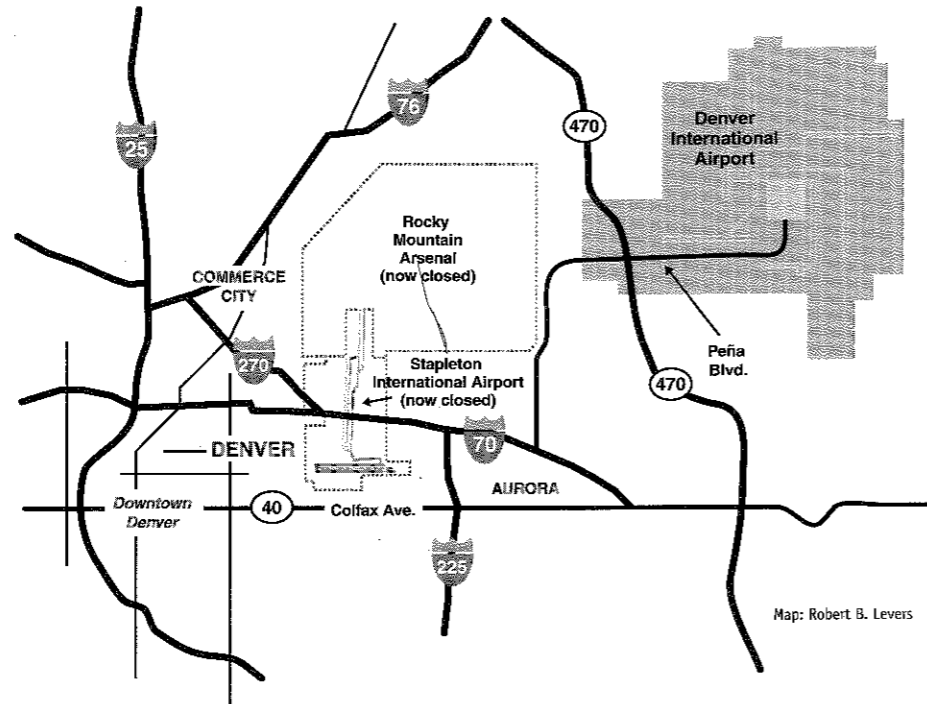 76
25
470
Denver
International
Airport
Rocky
Mountain
Arsenal
(now closed)
COMMERCE
CITY
270
Stapleton
International Airport
(now closed)
Peña
Blvd.
470
70
DENVER
AURORA
Downtown
Denver
40
Colfax Ave.
225
Map: Robert B. Levers